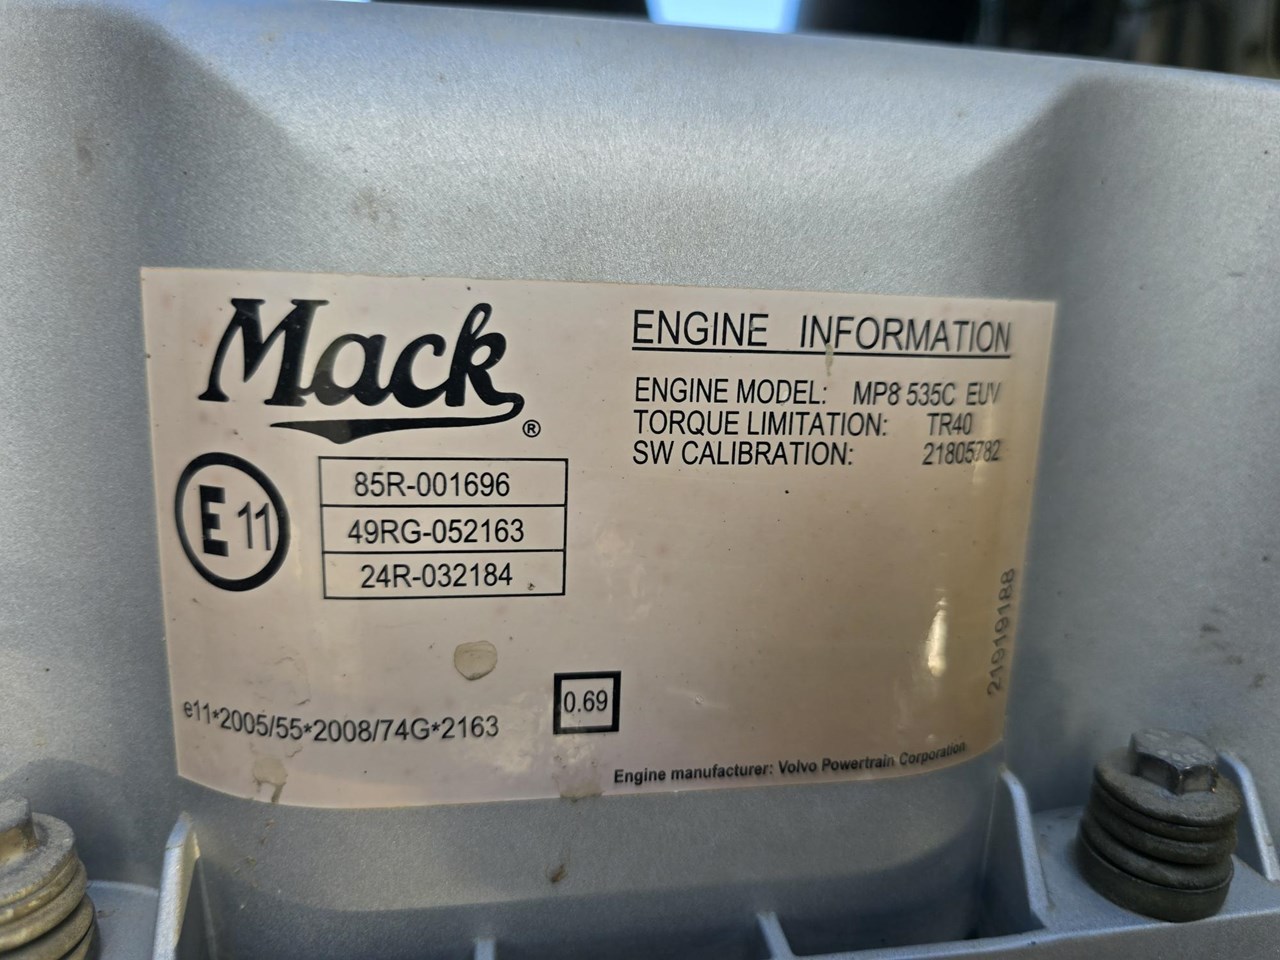 Mack®
E 11
85R-001696
49RG-052163
24R-032184
e11*2005/55*2008/74G*2163
0.69
ENGINE INFORMATION
ENGINE MODEL: MP8 535C EUV
TORQUE LIMITATION: TR40
SW CALIBRATION: 21805782
21919188
Engine manufacturer: Volvo Powertrain Corporation